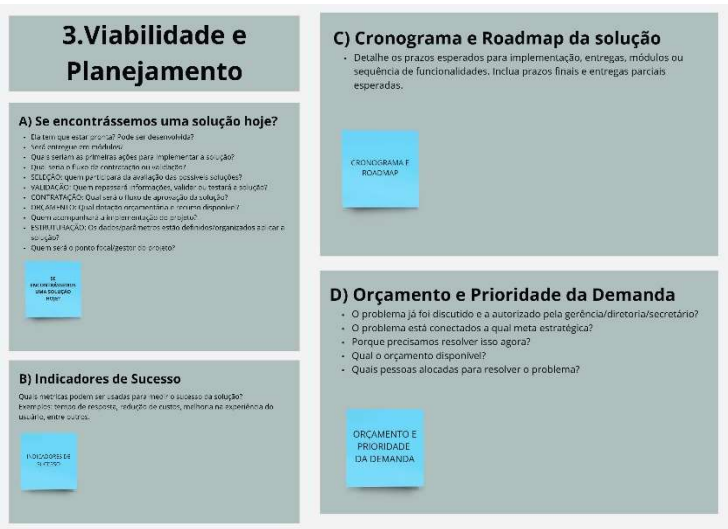 3.Viabilidade e
Planejamento
A) Se encontrássemos uma solução hoje?
• Ela tem que estar pronta? Pode ser desenvolvida?
• Será entregue em módulos?
• Quais seriam as primeiras ações para implementar a solução?
• Qual seria o fluxo de contratação ou validação?
• SELEÇÃO: quem participará da avaliação das possíveis soluções?
• VALIDAÇÃO: Quem repassará informações, validar ou testará a solução?
• CONTRATAÇÃO: Qual será o fluxo de aprovação da solução?
• ORÇAMENTO: Qual dotação orçamentária e recurso disponível?
• Quem acompanhará a implementação do projeto?
• ESTRUTURAÇÃO: Os dados/parâmetros estão definidos/organizados aplicar a
solução?
• Quem será o ponto focal/gestor do projeto?
SE
ENCONTRÁSSEMOS
UMA SOLUÇÃO
HOJE?
B) Indicadores de Sucesso
Quais métricas podem ser usadas para medir o sucesso da solução?
Exemplos: tempo de resposta, redução de custos, melhoria na experiência do
usuário, entre outros.
INDICADORES DE
SUCESSO
C) Cronograma e Roadmap da solução
• Detalhe os prazos esperados para implementação, entregas, módulos ou
sequência de funcionalidades. Inclua prazos finais e entregas parciais
esperadas.
CRONOGRAMA E
ROADMAP
D) Orçamento e Prioridade da Demanda
• O problema já foi discutido e a autorizado pela gerência/diretoria/secretário?
• O problema está conectados a qual meta estratégica?
• Porque precisamos resolver isso agora?
• Qual o orçamento disponível?
• Quais pessoas alocadas para resolver o problema?
ORÇAMENTO E
PRIORIDADE
DA DEMANDA